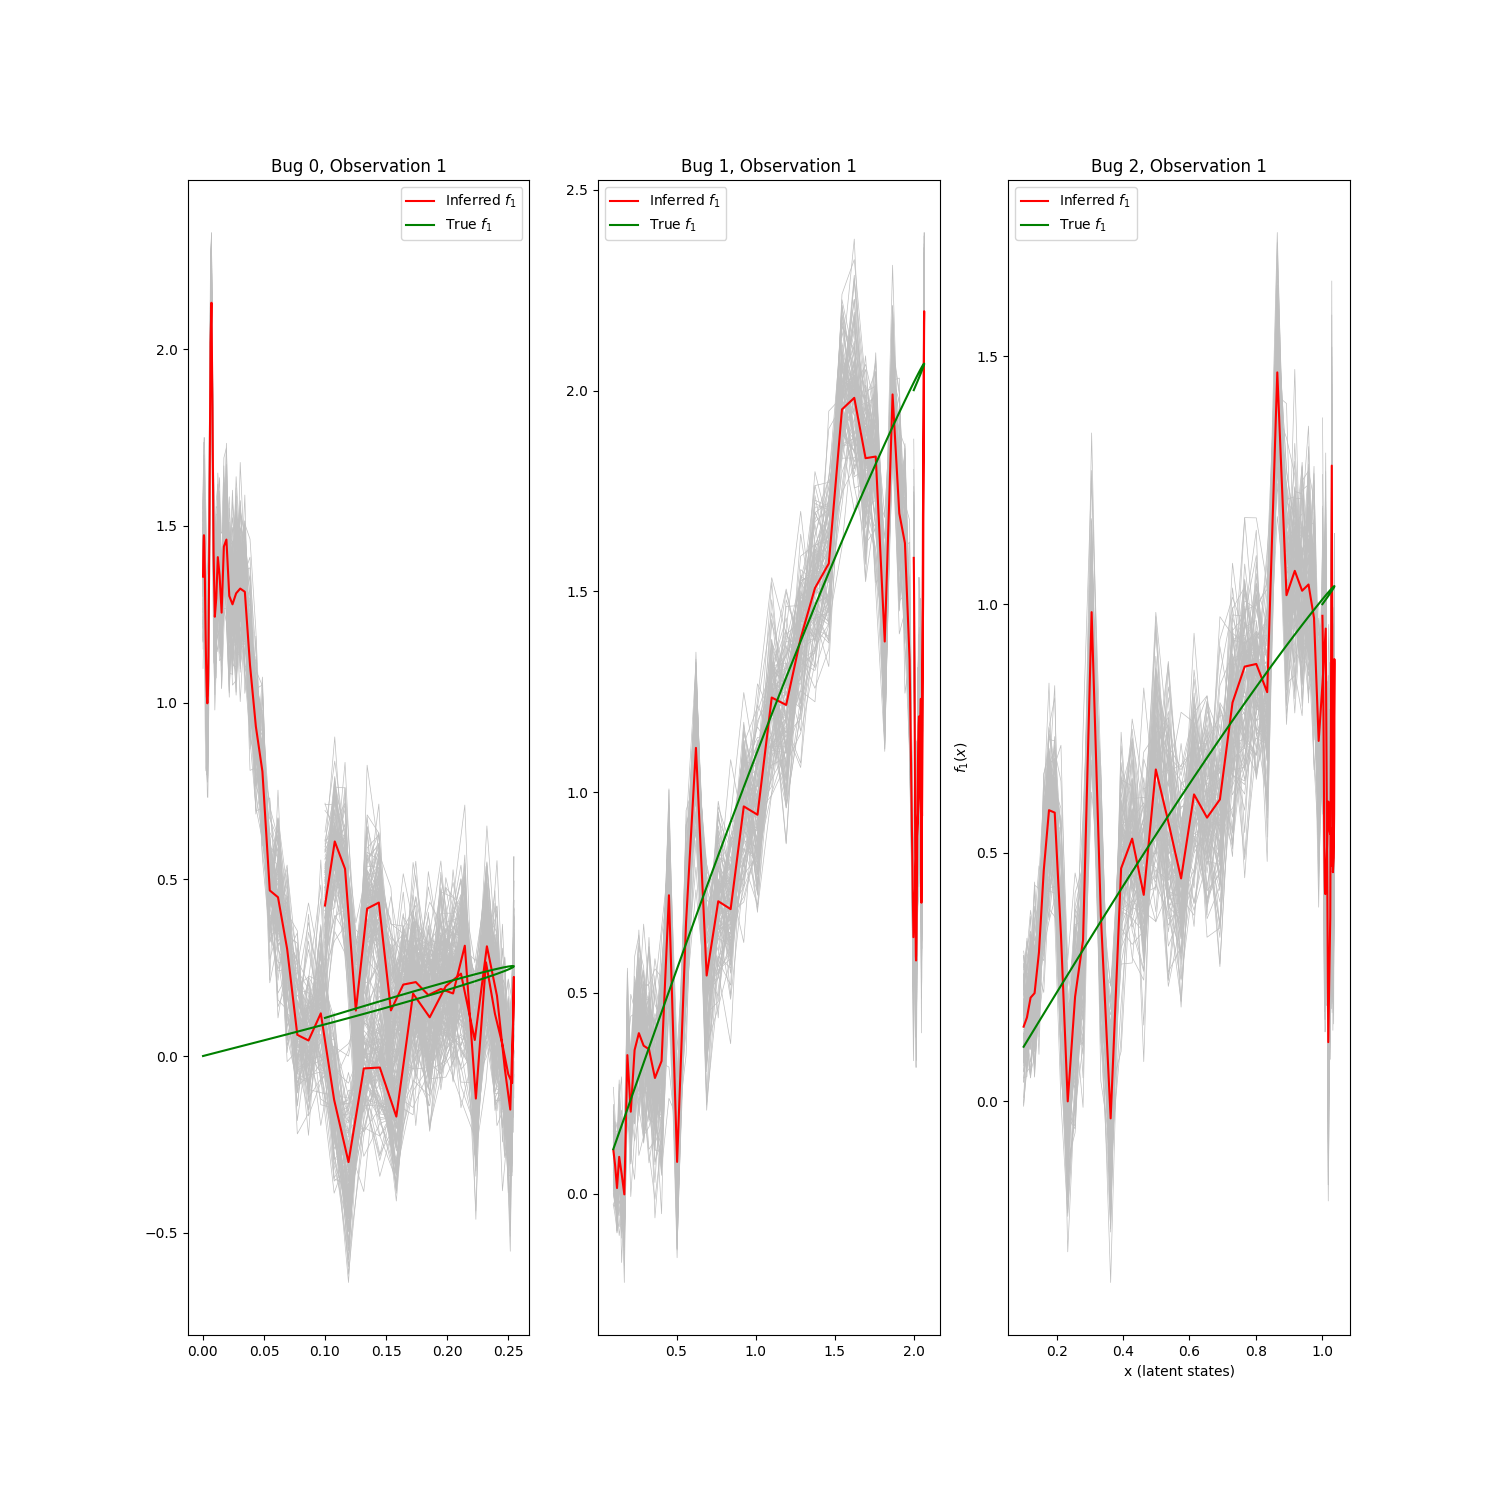 Bug 0, Observation 1
Inferred f₁
True f₁
2.0
1.5
1.0
0.5
0.0
−0.5
0.00 0.05 0.10 0.15 0.20 0.25
Bug 1, Observation 1
Inferred f₁
True f₁
2.5
2.0
1.5
1.0
0.5
0.0
0.5 1.0 1.5 2.0
Bug 2, Observation 1
Inferred f₁
True f₁
f₁(x)
1.5
1.0
0.5
0.0
0.2 0.4 0.6 0.8 1.0
x (latent states)